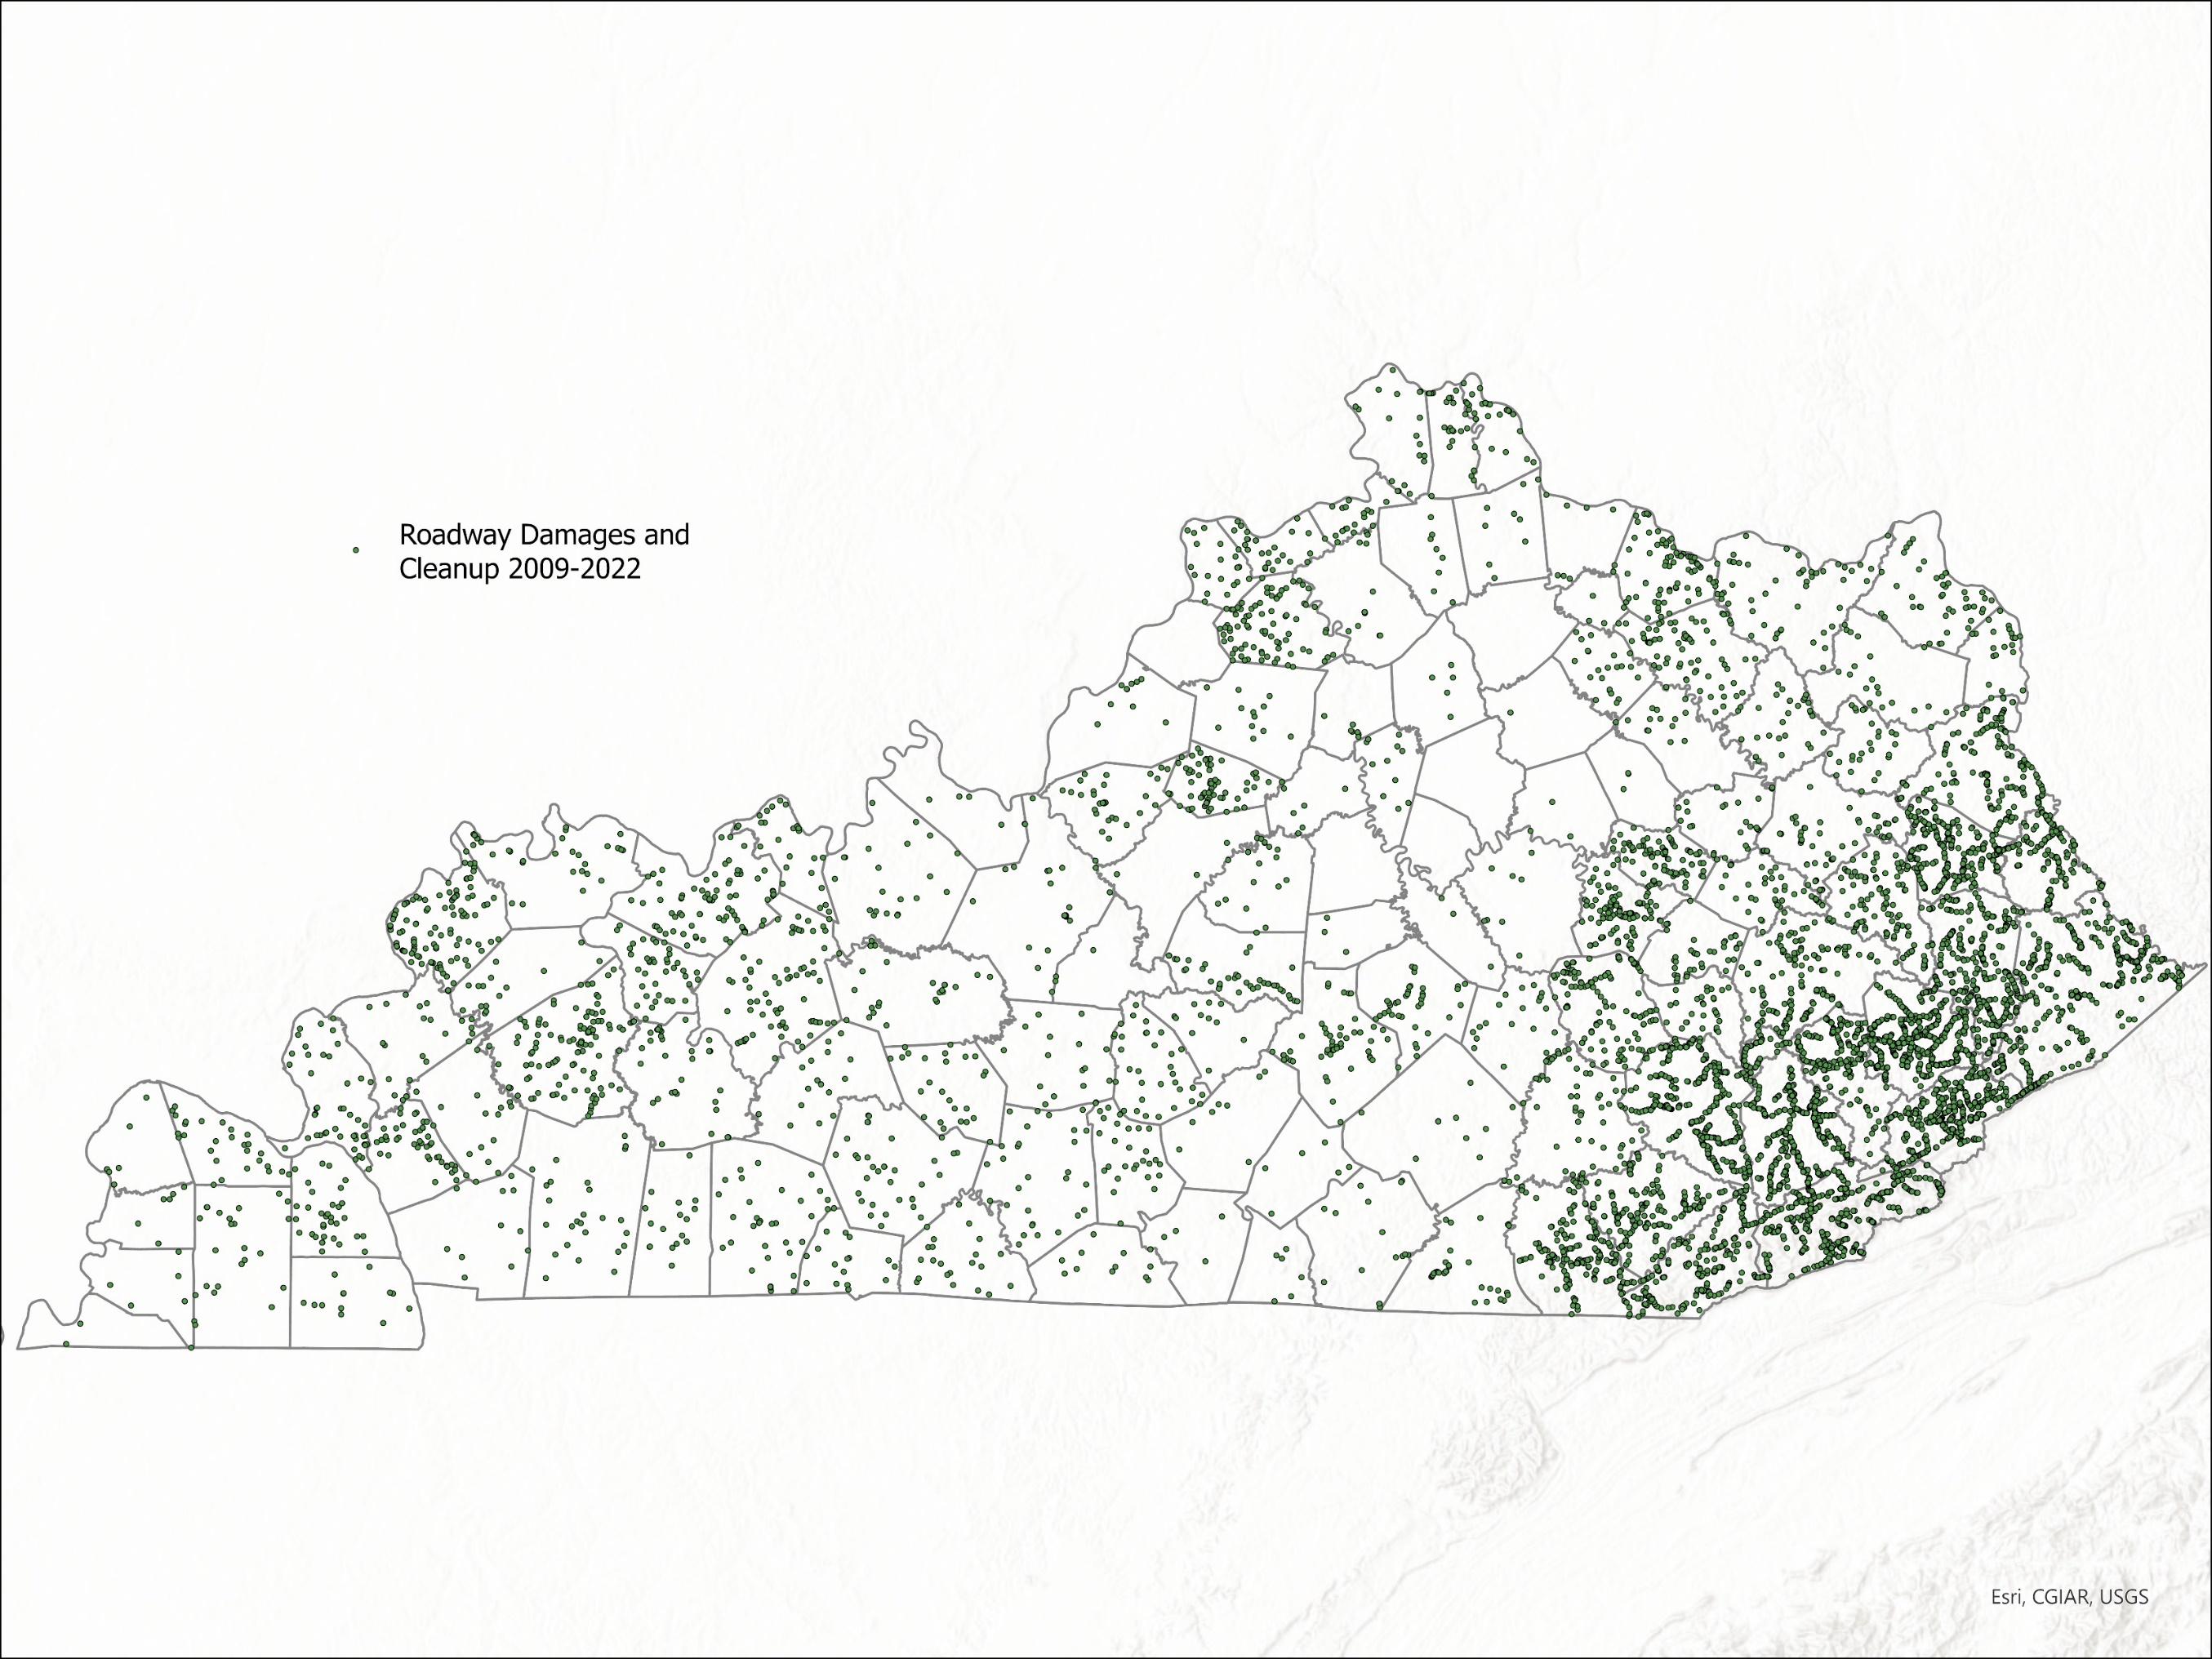 Roadway Damages and
Cleanup 2009-2022
Esri, CGIAR, USGS